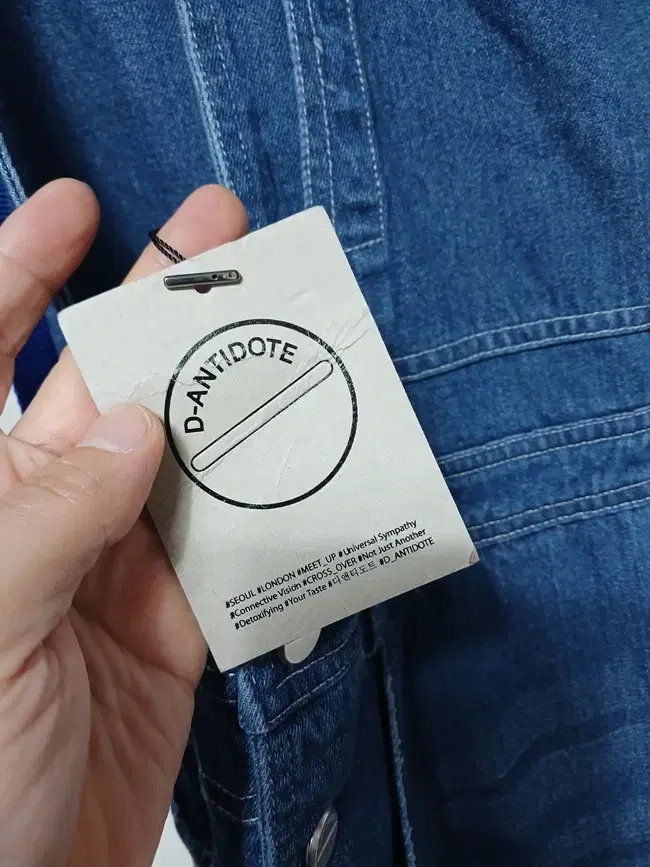 D-ANTIDOTE
#SEOUL #LONDON #MEET_UP #Universal Sympathy
#Connective Vision #CROSS_OVER #Not Just Another
#Detoxifying #Your Taste #디앤티도트 #D_ANTIDOTE